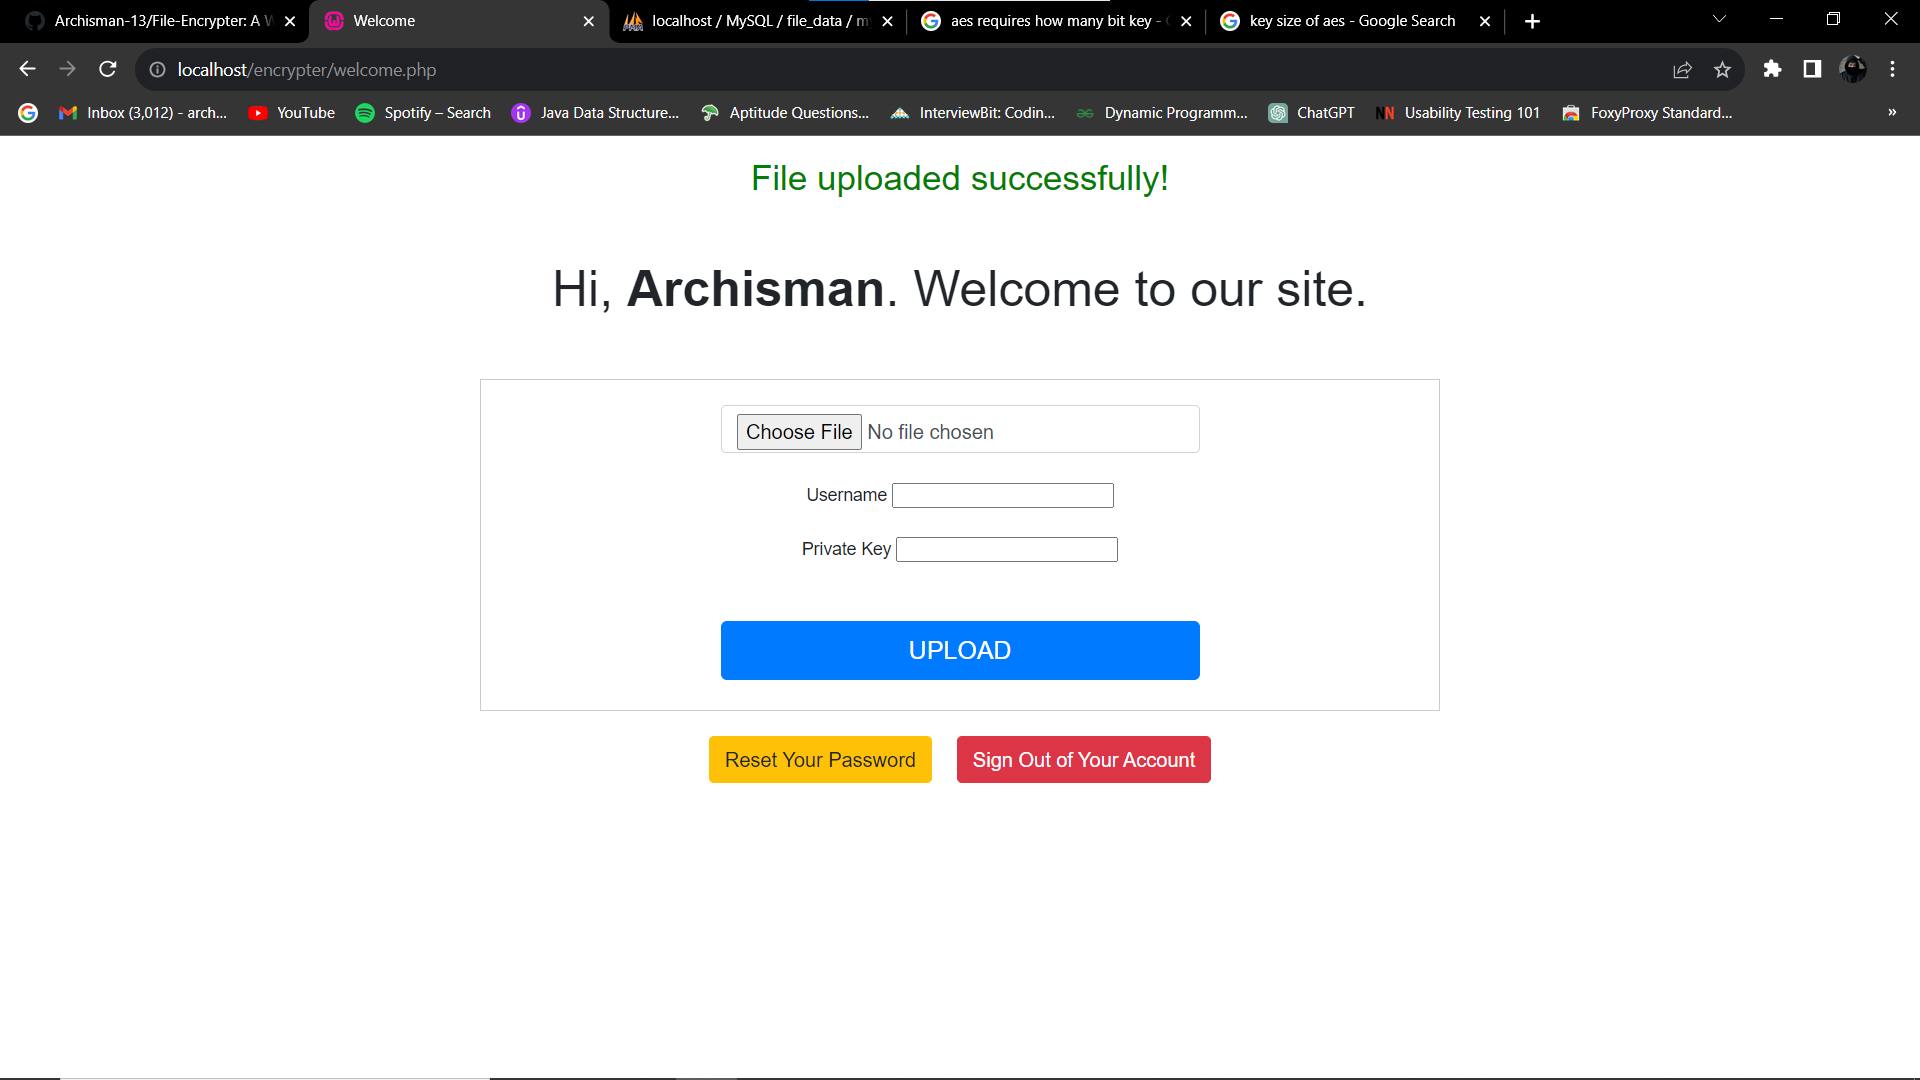 Archisman-13/File-Encrypter: A W
Welcome
localhost / MySQL / file_data / m
aes requires how many bit key -
key size of aes - Google Search
localhost/encrypter/welcome.php
Inbox (3,012) - arch...
YouTube
Spotify – Search
Java Data Structure...
Aptitude Questions...
InterviewBit: Codin...
Dynamic Programm...
ChatGPT
Usability Testing 101
FoxyProxy Standard...
»
File uploaded successfully!
Hi, Archisman. Welcome to our site.
Choose File No file chosen
Username
Private Key
UPLOAD
Reset Your Password
Sign Out of Your Account